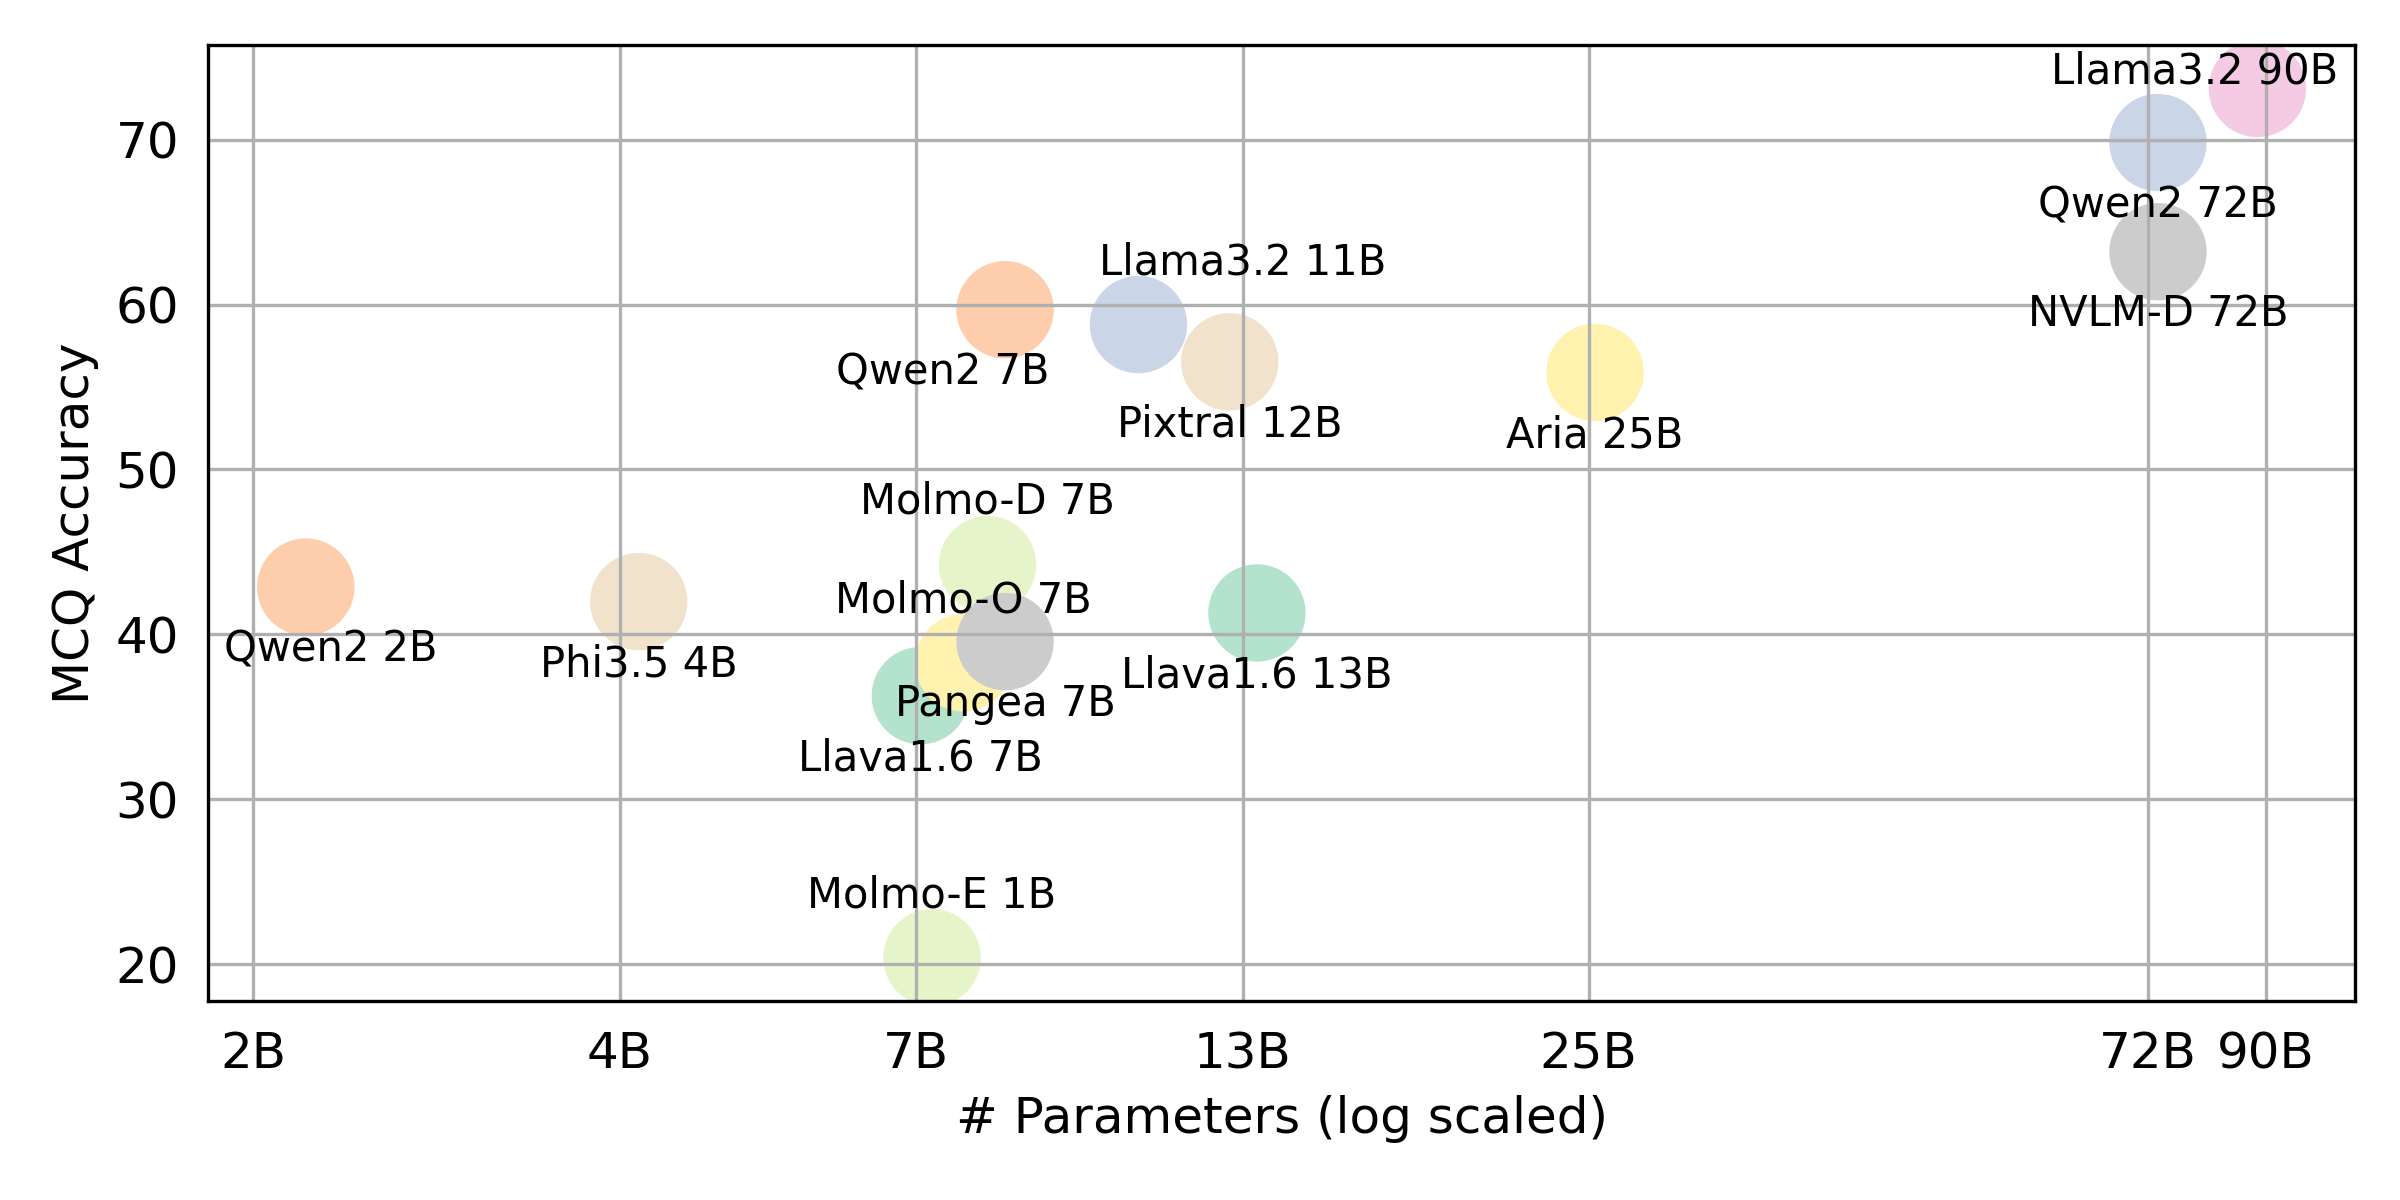 Llama3.2 90B
70
Qwen2 72B
Llama3.2 11B
60
NVLM-D 72B
Qwen2 7B
Pixtral 12B
Aria 25B
MCQ Accuracy
50
Molmo-D 7B
Molmo-O 7B
40
Qwen2 2B
Phi3.5 4B
Llava1.6 13B
Pangea 7B
Llava1.6 7B
30
Molmo-E 1B
20
2B 4B 7B 13B 25B 72B 90B
# Parameters (log scaled)